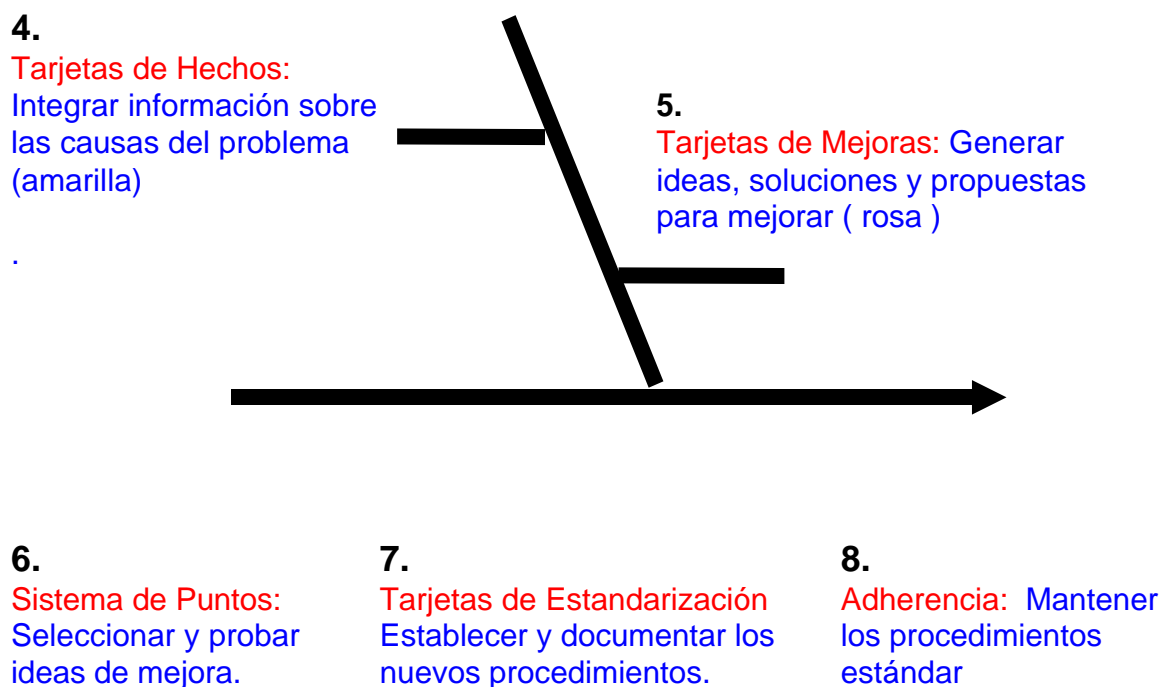 4.
Tarjetas de Hechos:
Integrar información sobre
las causas del problema
(amarilla)
.
5.
Tarjetas de Mejoras: Generar
ideas, soluciones y propuestas
para mejorar ( rosa )
6.
Sistema de Puntos:
Seleccionar y probar
ideas de mejora.
7.
Tarjetas de Estandarización
Establecer y documentar los
nuevos procedimientos.
8.
Adherencia: Mantener
los procedimientos
estándar